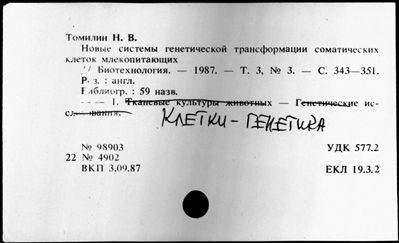 Томилин Н. В.
Новые системы генетической трансформации соматических
клеток млекопитающих
// Биотехнология. — 1987. — Т. 3, № 3. — С. 343—351.
Рез. : англ.
Библиогр. : 59 назв.
1. Тканевые культуры животных — Генетические ис-
следования.
КЛЕТКИ - ГЕНЕТИКА
№ 98903 УДК 577.2
22 № 4902
ВКП 3.09.87 ЕКЛ 19.3.2